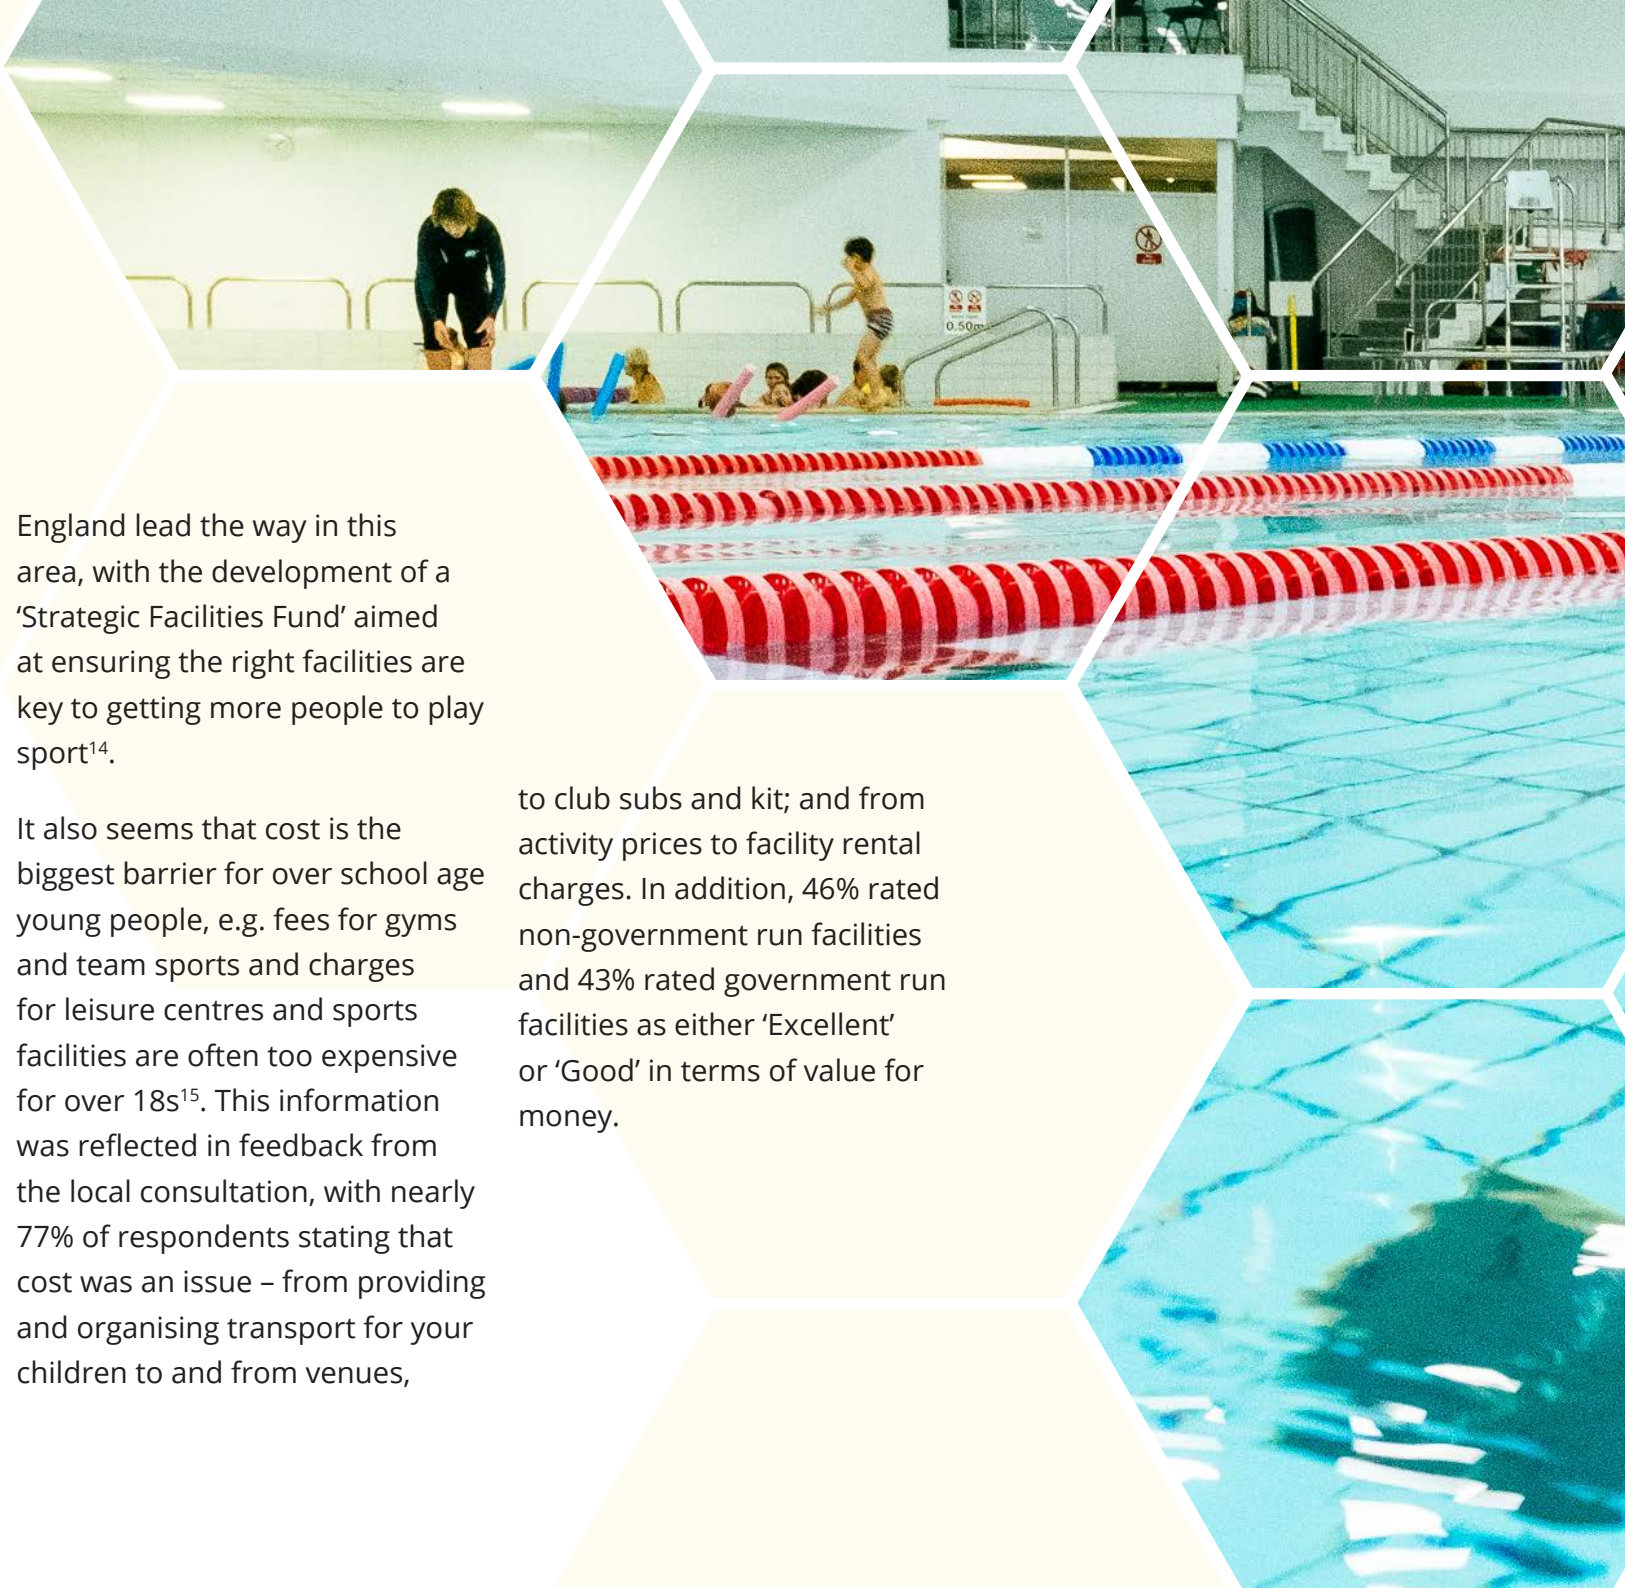 England lead the way in this
area, with the development of a
‘Strategic Facilities Fund’ aimed
at ensuring the right facilities are
key to getting more people to play
sport¹⁴.
It also seems that cost is the
biggest barrier for over school age
young people, e.g. fees for gyms
and team sports and charges
for leisure centres and sports
facilities are often too expensive
for over 18s¹⁵. This information
was reflected in feedback from
the local consultation, with nearly
77% of respondents stating that
cost was an issue – from providing
and organising transport for your
children to and from venues,
to club subs and kit; and from
activity prices to facility rental
charges. In addition, 46% rated
non-government run facilities
and 43% rated government run
facilities as either ‘Excellent’
or ‘Good’ in terms of value for
money.
0.50m